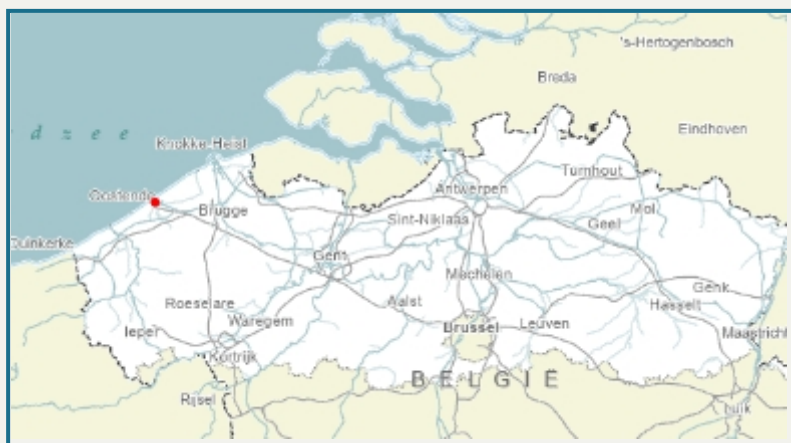 's-Hertogenbosch
Breda
Eindhoven
d z e e
Knokke-Heist
Turnhout
Antwerpen
Oostende
Mol
Brugge
Sint-Niklaas
Geel
Duinkerke
Gent
Mechelen
Genk
Roeselare
Aalst
Hasselt
Ieper
Waregem
Brussel
Leuven
Maastricht
Kortrijk
BELGIË
Rijsel
Luik